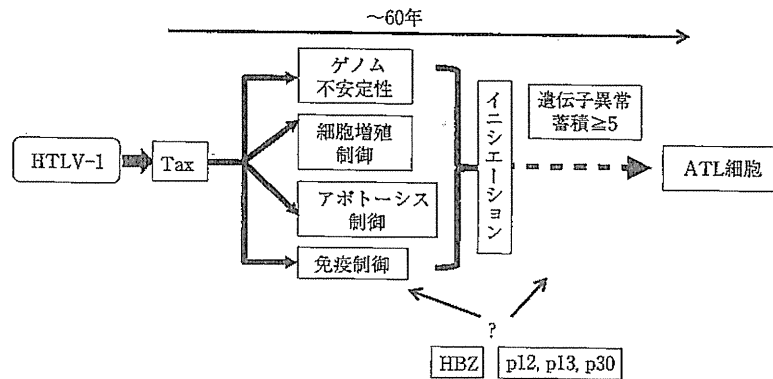 ～60年
ゲノム
不安定性
細胞増殖
制御
アポトーシス
制御
免疫制御
HTLV-1
Tax
イニシエーション
遺伝子異常
蓄積≧5
ATL細胞
?
HBZ
p12, p13, p30